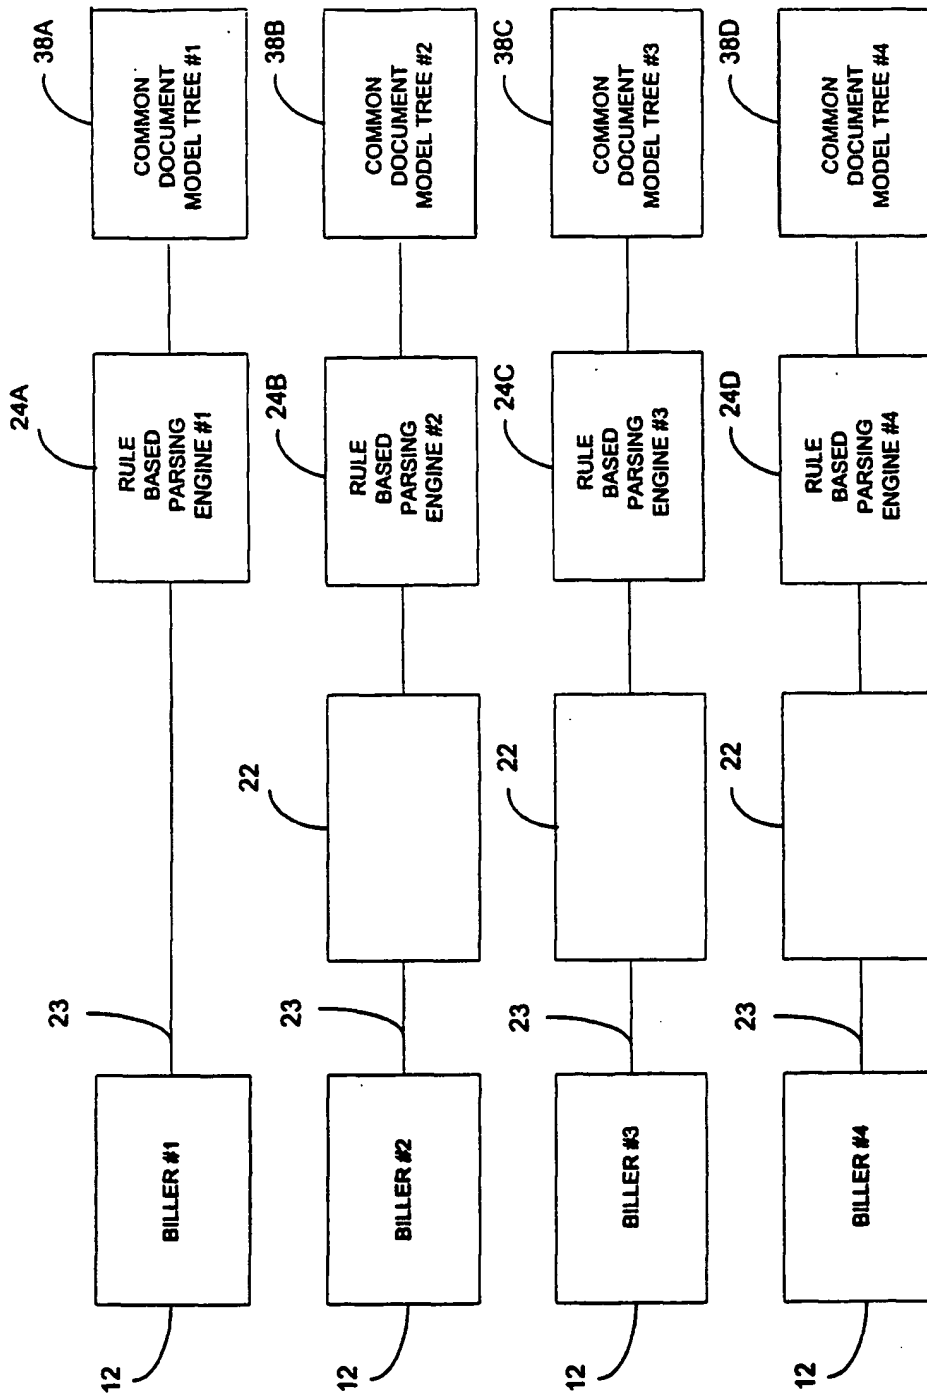 38A
COMMON
DOCUMENT
MODEL TREE #1
38B
COMMON
DOCUMENT
MODEL TREE #2
38C
COMMON
DOCUMENT
MODEL TREE #3
38D
COMMON
DOCUMENT
MODEL TREE #4
24A
RULE
BASED
PARSING
ENGINE #1
24B
RULE
BASED
PARSING
ENGINE #2
24C
RULE
BASED
PARSING
ENGINE #3
24D
RULE
BASED
PARSING
ENGINE #4
22
22
22
23
23
23
23
BILLER #1
BILLER #2
BILLER #3
BILLER #4
12
12
12
12